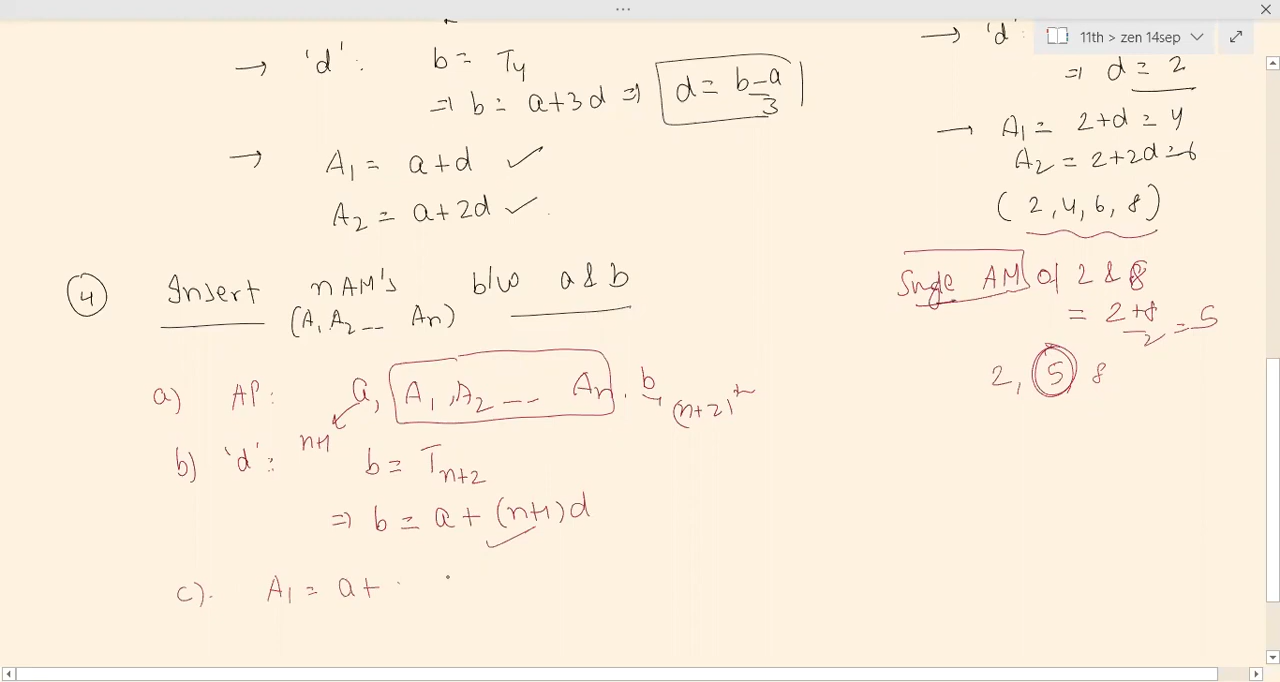 11th > zen 14sep
→ 'd' : b = T4
⇒ b = a+3d ⇒ d = b-a/3
→ A1 = a+d ✓
A2 = a+2d ✓
→ 'd' :
⇒ d = 2
→ A1 = 2+d = 4
A2 = 2+2d = 6
(2, 4, 6, 8)
Single AM of 2 & 8
= 2+8/2 = 5
2, 5 8
4 Insert n AM's b/w a & b
(A1 A2 -- An)
a) AP: a, A1, A2 -- An. b
(n+2)
n+1
b) 'd' : b = Tn+2
⇒ b = a + (n+1)d
c). A1 = a+